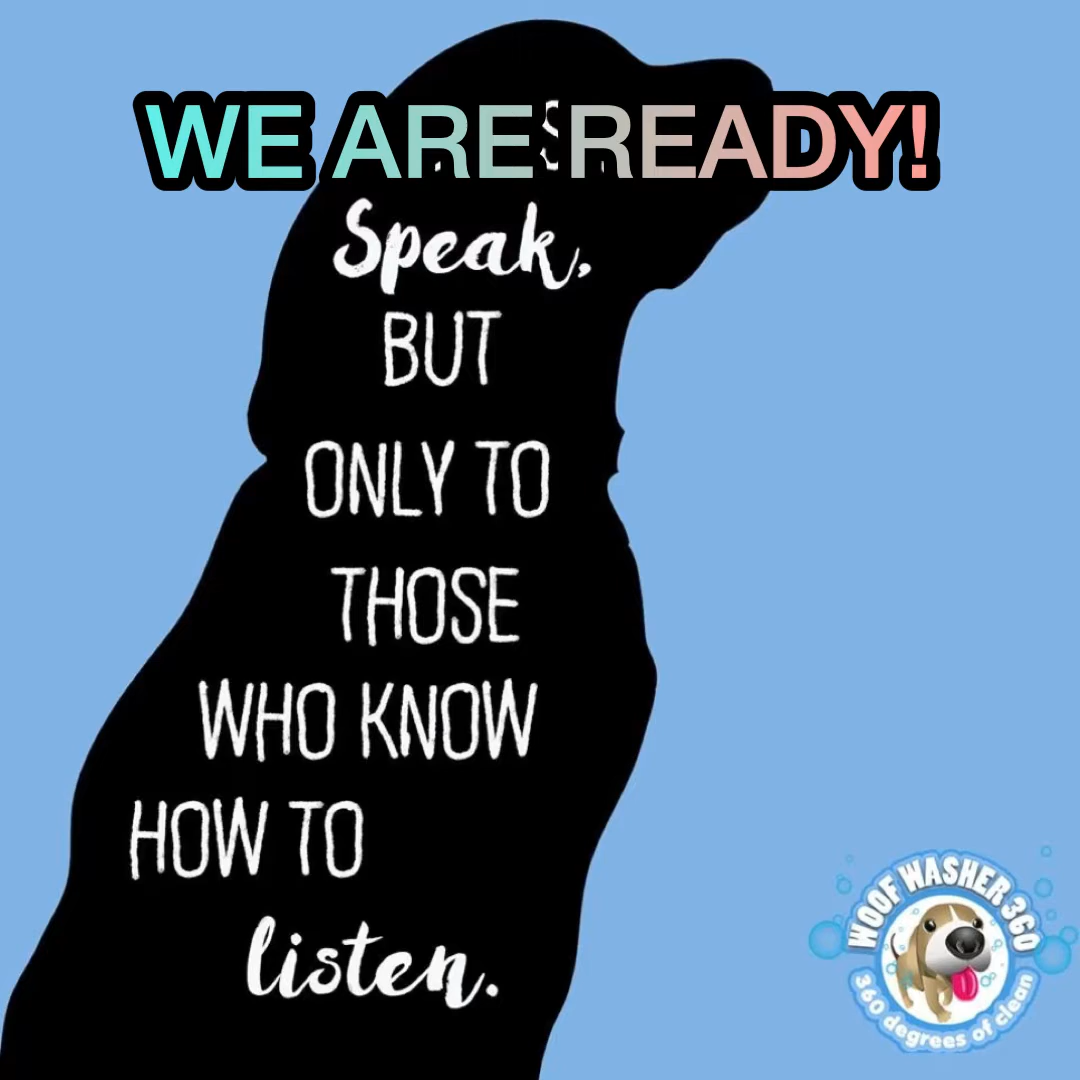 WE ARE READY!
Speak,
BUT
ONLY TO
THOSE
WHO KNOW
HOW TO
listen.
WOOF WASHER 360
360 degrees of clean